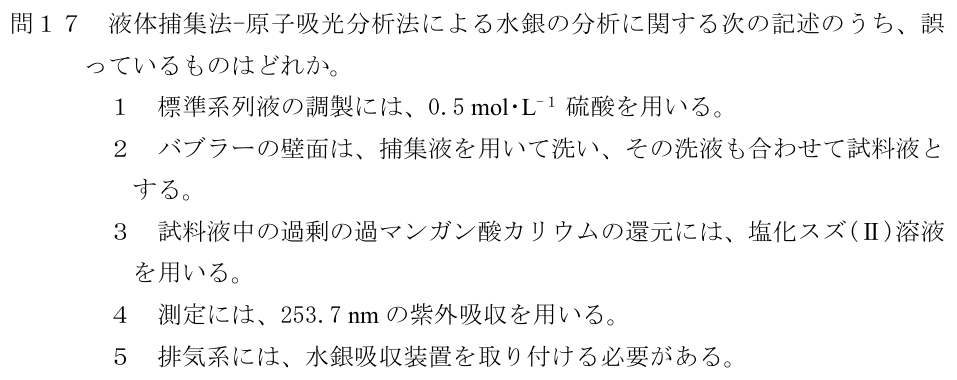 問１７　液体捕集法−原子吸光分析法による水銀の分析に関する次の記述のうち、誤
っているものはどれか。
１　標準系列液の調製には、0.5 mol･L⁻¹ 硫酸を用いる。
２　バブラーの壁面は、捕集液を用いて洗い、その洗液も合わせて試料液と
する。
３　試料液中の過剰の過マンガン酸カリウムの還元には、塩化スズ(Ⅱ)溶液
を用いる。
４　測定には、253.7 nm の紫外吸収を用いる。
５　排気系には、水銀吸収装置を取り付ける必要がある。